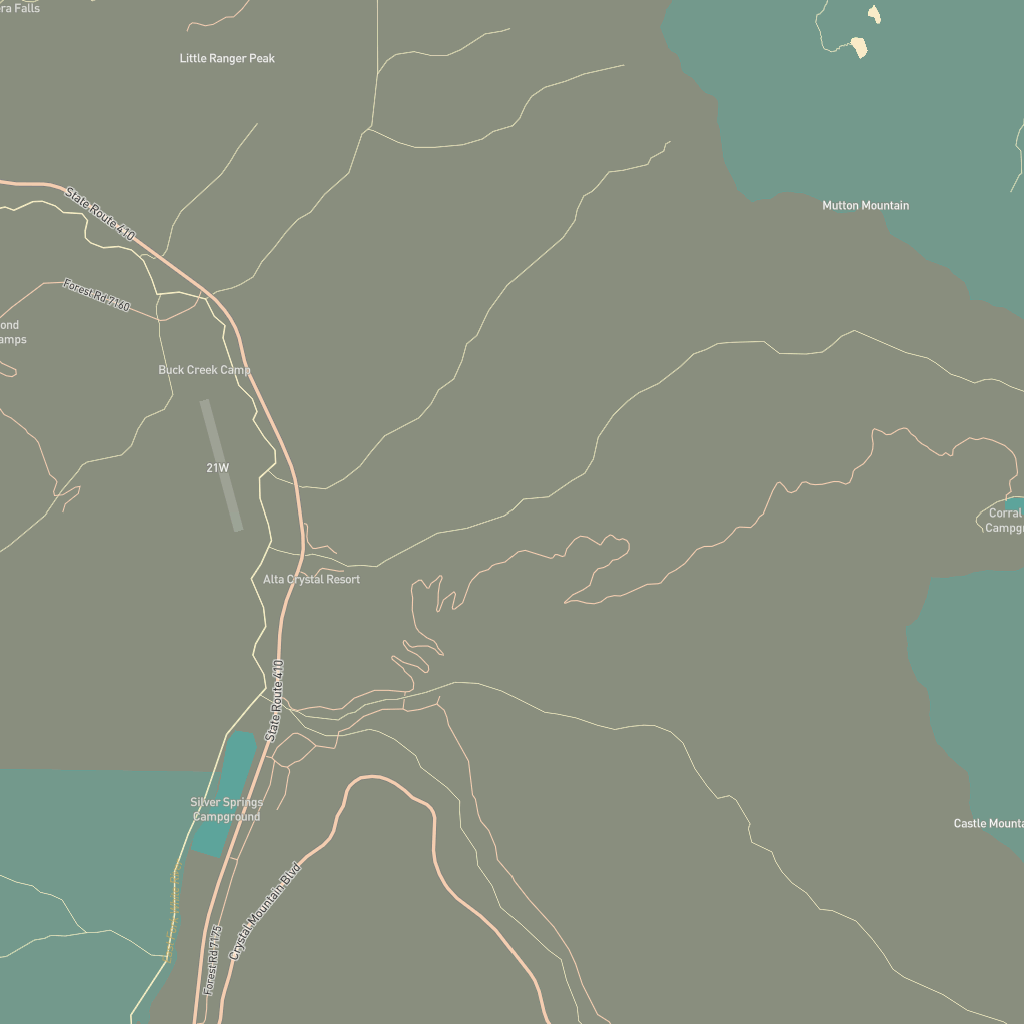 ra Falls
Little Ranger Peak
State Route 410
Mutton Mountain
Forest Rd 7160
ond
amps
Buck Creek Camp
21W
Corral
Campgr
Alta Crystal Resort
State Route 410
Silver Springs
Campground
Castle Mounta
Crystal Mountain Blvd
Forest Rd 7175